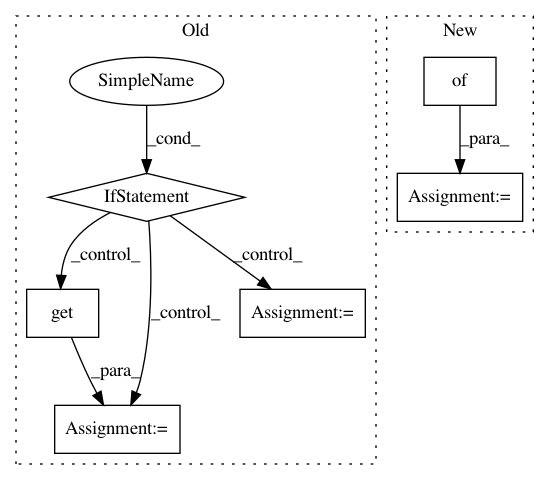 Old
New
SimpleName
of
_cond_
_para_
IfStatement
Assignment:=
_control_
_control_
_control_
get
Assignment:=
_para_
Assignment:=